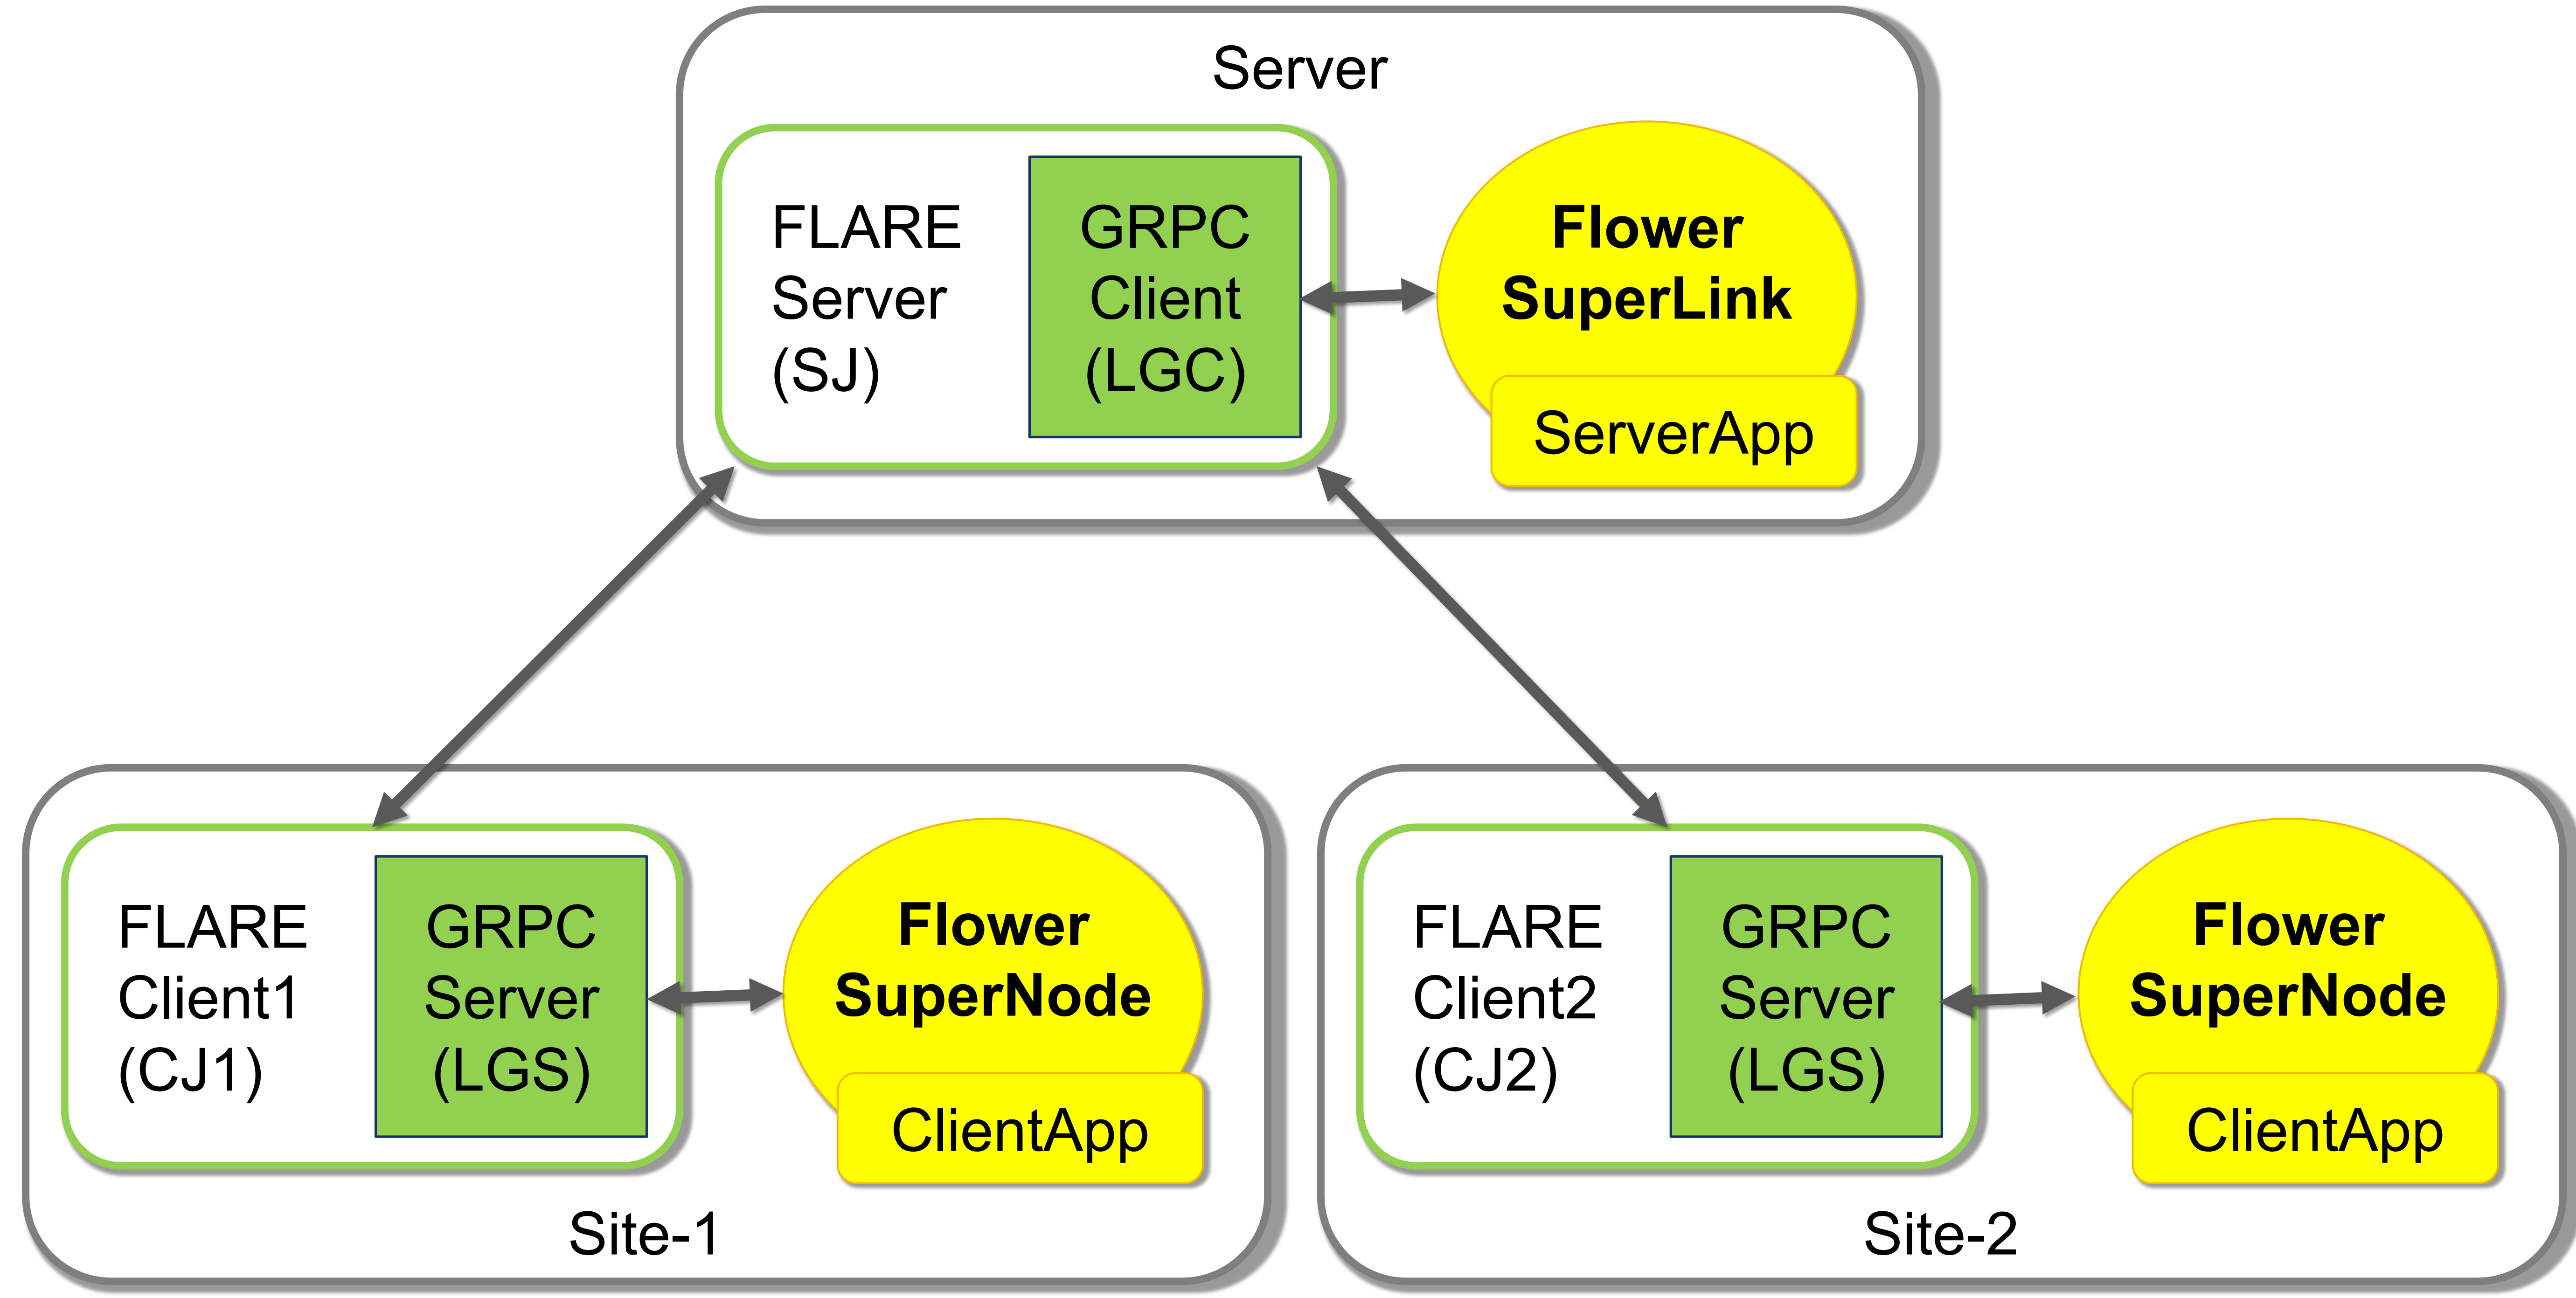 Server
FLARE
Server
(SJ)
GRPC
Client
(LGC)
Flower
SuperLink
ServerApp
FLARE
Client1
(CJ1)
GRPC
Server
(LGS)
Flower
SuperNode
ClientApp
Site-1
FLARE
Client2
(CJ2)
GRPC
Server
(LGS)
Flower
SuperNode
ClientApp
Site-2